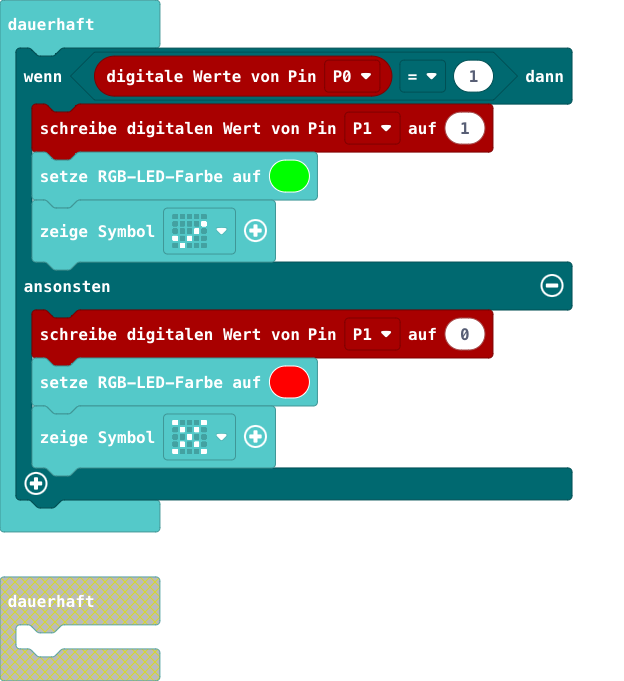 dauerhaft
wenn digitale Werte von Pin P0 = 1 dann
schreibe digitalen Wert von Pin P1 auf 1
setze RGB-LED-Farbe auf
zeige Symbol
ansonsten
schreibe digitalen Wert von Pin P1 auf 0
setze RGB-LED-Farbe auf
zeige Symbol
dauerhaft